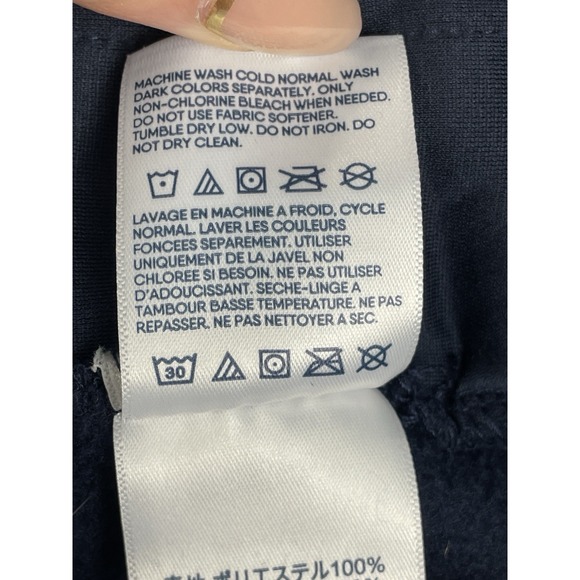 MACHINE WASH COLD NORMAL. WASH
DARK COLORS SEPARATELY. ONLY
NON-CHLORINE BLEACH WHEN NEEDED.
DO NOT USE FABRIC SOFTENER.
TUMBLE DRY LOW. DO NOT IRON. DO
NOT DRY CLEAN.
LAVAGE EN MACHINE A FROID, CYCLE
NORMAL. LAVER LES COULEURS
FONCEES SEPAREMENT. UTILISER
UNIQUEMENT DE LA JAVEL NON
CHLOREE SI BESOIN. NE PAS UTILISER
D'ADOUCISSANT. SECHE-LINGE A
TAMBOUR BASSE TEMPERATURE. NE PAS
REPASSER. NE PAS NETTOYER A SEC.
30
ポリエステル100%